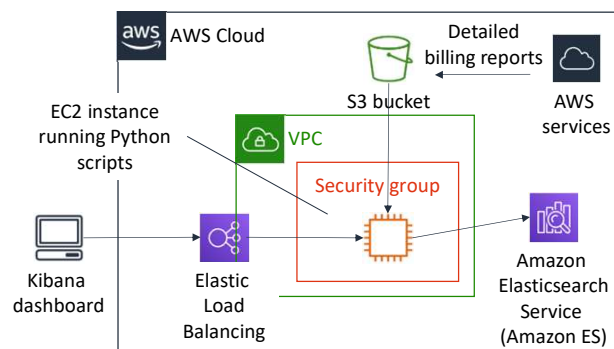 aws
AWS Cloud
Detailed
billing reports
S3 bucket
AWS
services
EC2 instance
running Python
scripts
VPC
Security group
Kibana
dashboard
Elastic
Load
Balancing
Amazon
Elasticsearch
Service
(Amazon ES)